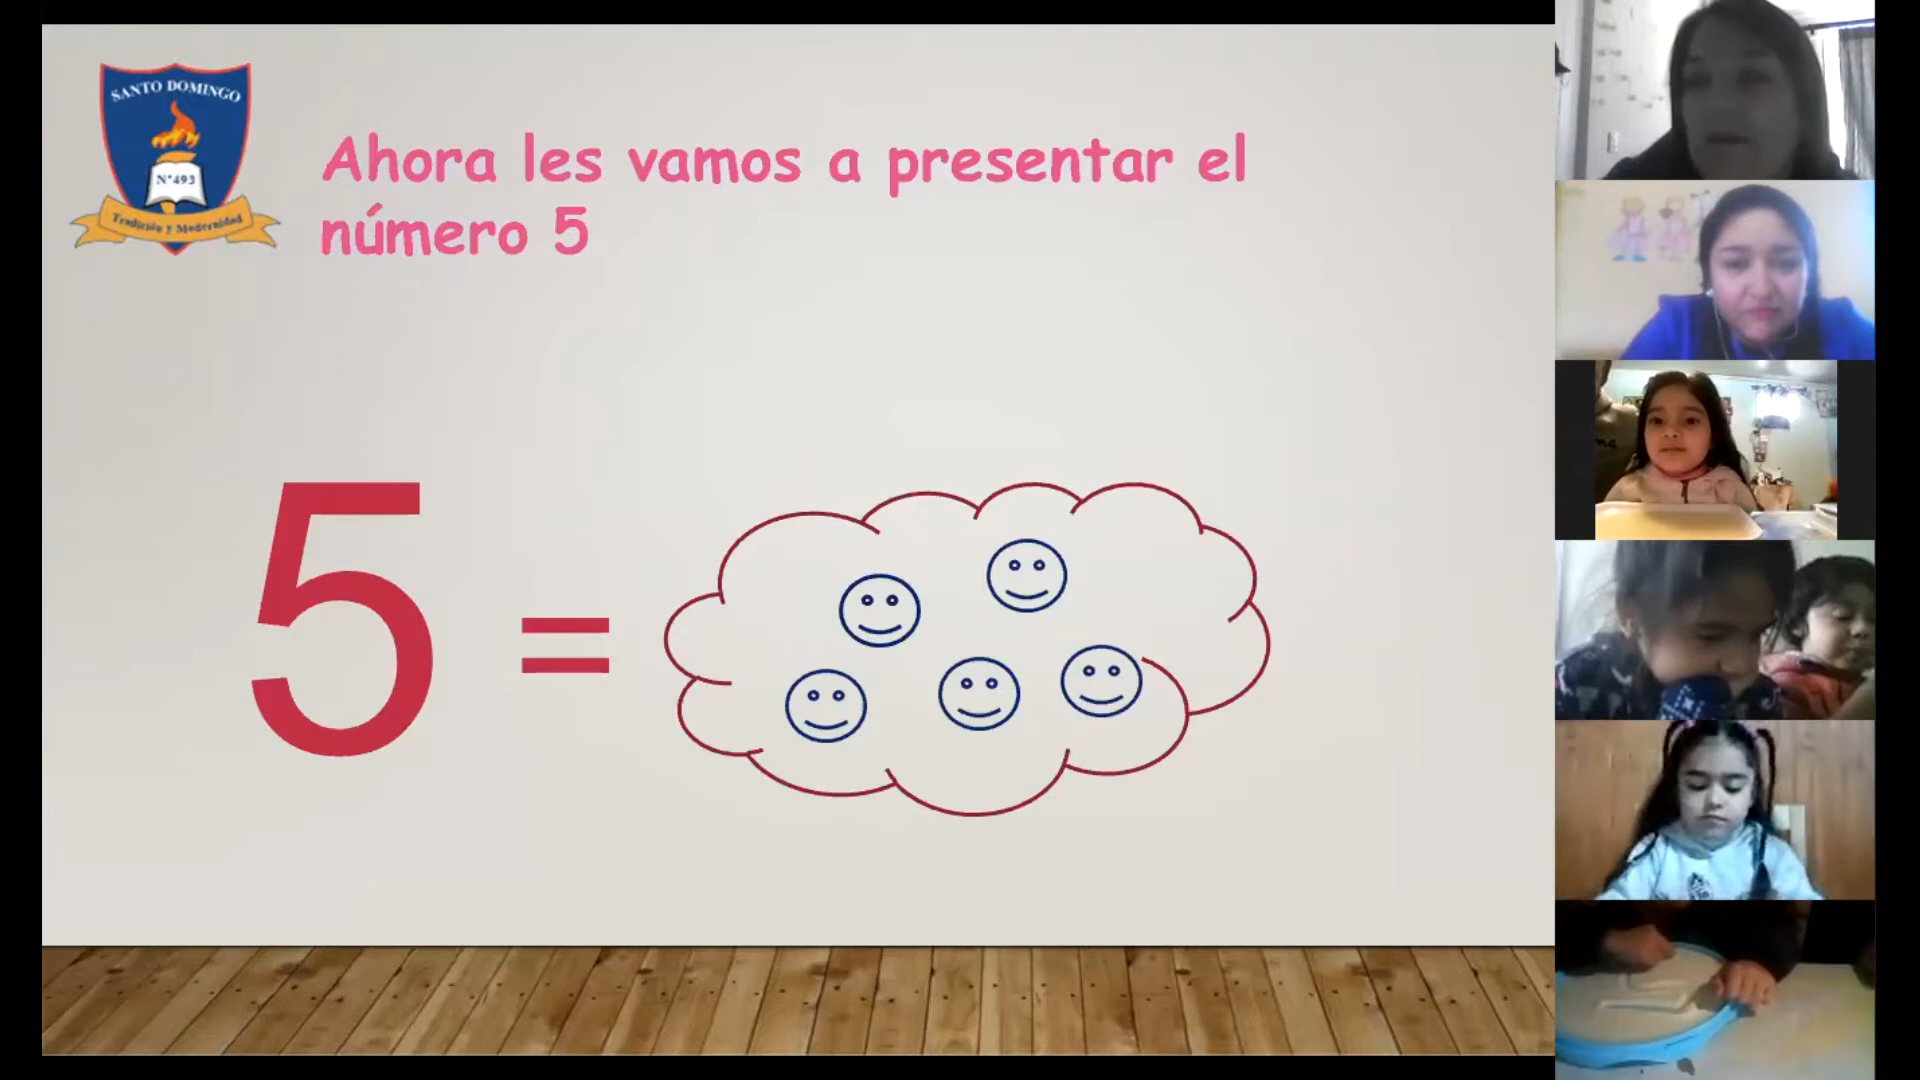 SANTO DOMINGO
N°493
Tradición y Modernidad
Ahora les vamos a presentar el
número 5
5 =